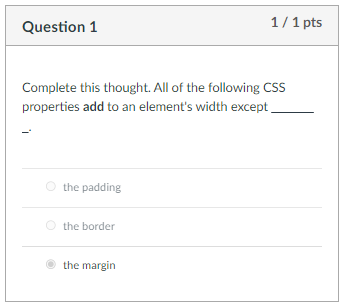 Question 1
1 / 1 pts
Complete this thought. All of the following CSS
properties add to an element's width except _______
_.
the padding
the border
the margin